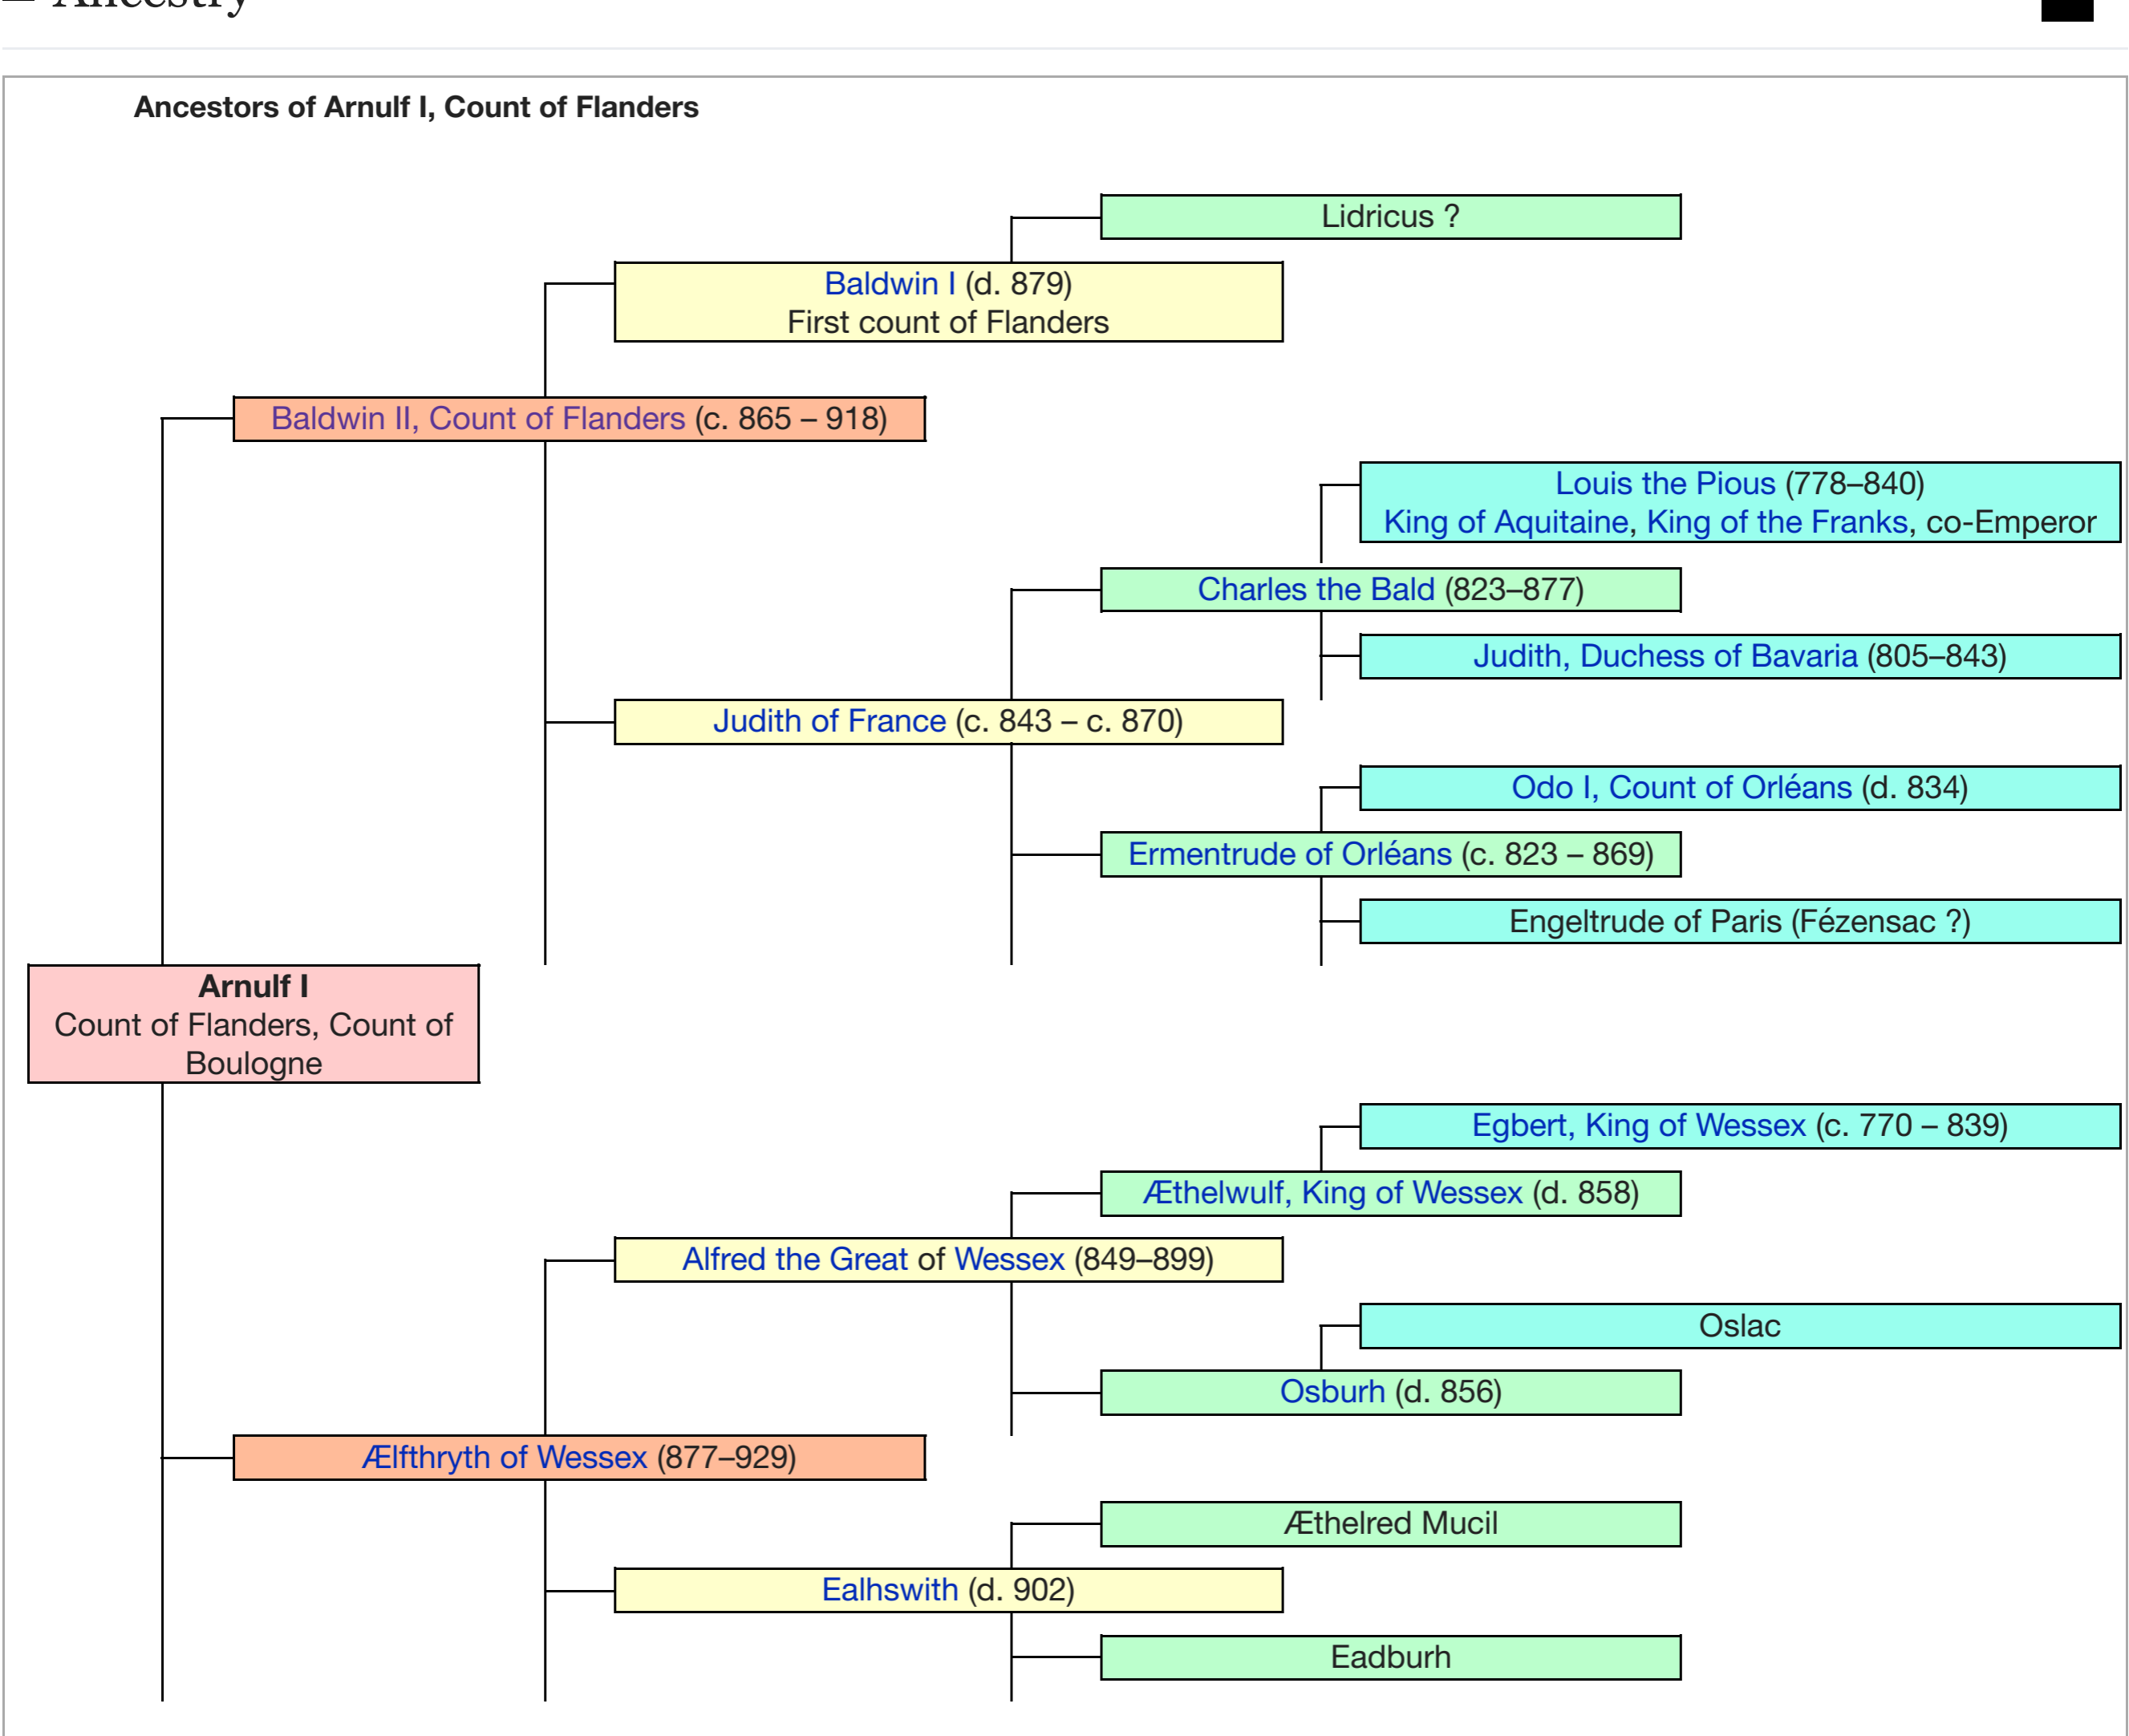 Ancestry
Ancestors of Arnulf I, Count of Flanders
Lidricus ?
Baldwin I (d. 879)
First count of Flanders
Baldwin II, Count of Flanders (c. 865 – 918)
Louis the Pious (778–840)
King of Aquitaine, King of the Franks, co-Emperor
Charles the Bald (823–877)
Judith, Duchess of Bavaria (805–843)
Judith of France (c. 843 – c. 870)
Odo I, Count of Orléans (d. 834)
Ermentrude of Orléans (c. 823 – 869)
Engeltrude of Paris (Fézensac ?)
Arnulf I
Count of Flanders, Count of
Boulogne
Egbert, King of Wessex (c. 770 – 839)
Æthelwulf, King of Wessex (d. 858)
Alfred the Great of Wessex (849–899)
Oslac
Osburh (d. 856)
Ælfthryth of Wessex (877–929)
Æthelred Mucil
Ealhswith (d. 902)
Eadburh